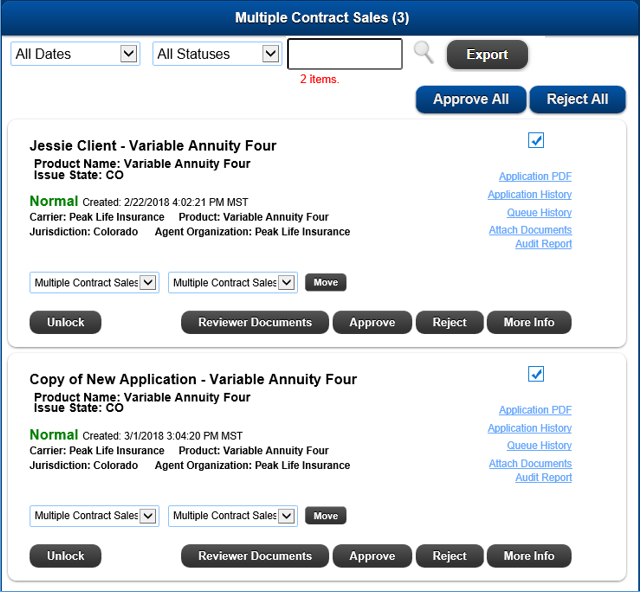 Multiple Contract Sales (3)
All Dates All Statuses Export
2 items.
Approve All Reject All
Jessie Client - Variable Annuity Four
Product Name: Variable Annuity Four
Issue State: CO
Application PDF
Normal Created: 2/22/2018 4:02:21 PM MST
Application History
Carrier: Peak Life Insurance Product: Variable Annuity Four
Queue History
Jurisdiction: Colorado Agent Organization: Peak Life Insurance
Attach Documents
Audit Report
Multiple Contract Sales Multiple Contract Sales Move
Unlock Reviewer Documents Approve Reject More Info
Copy of New Application - Variable Annuity Four
Product Name: Variable Annuity Four
Issue State: CO
Application PDF
Normal Created: 3/1/2018 3:04:20 PM MST
Application History
Carrier: Peak Life Insurance Product: Variable Annuity Four
Queue History
Jurisdiction: Colorado Agent Organization: Peak Life Insurance
Attach Documents
Audit Report
Multiple Contract Sales Multiple Contract Sales Move
Unlock Reviewer Documents Approve Reject More Info